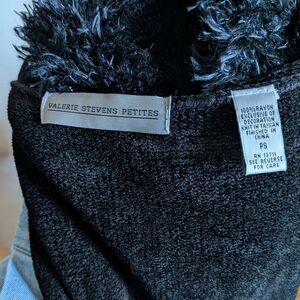 VALERIE STEVENS PETITES
100% RAYON
EXCLUSIVE OF
DECORATION
KNIT IN TAIWAN
FINISHED IN
CHINA
PS
RN 13711
SEE REVERSE
FOR CARE